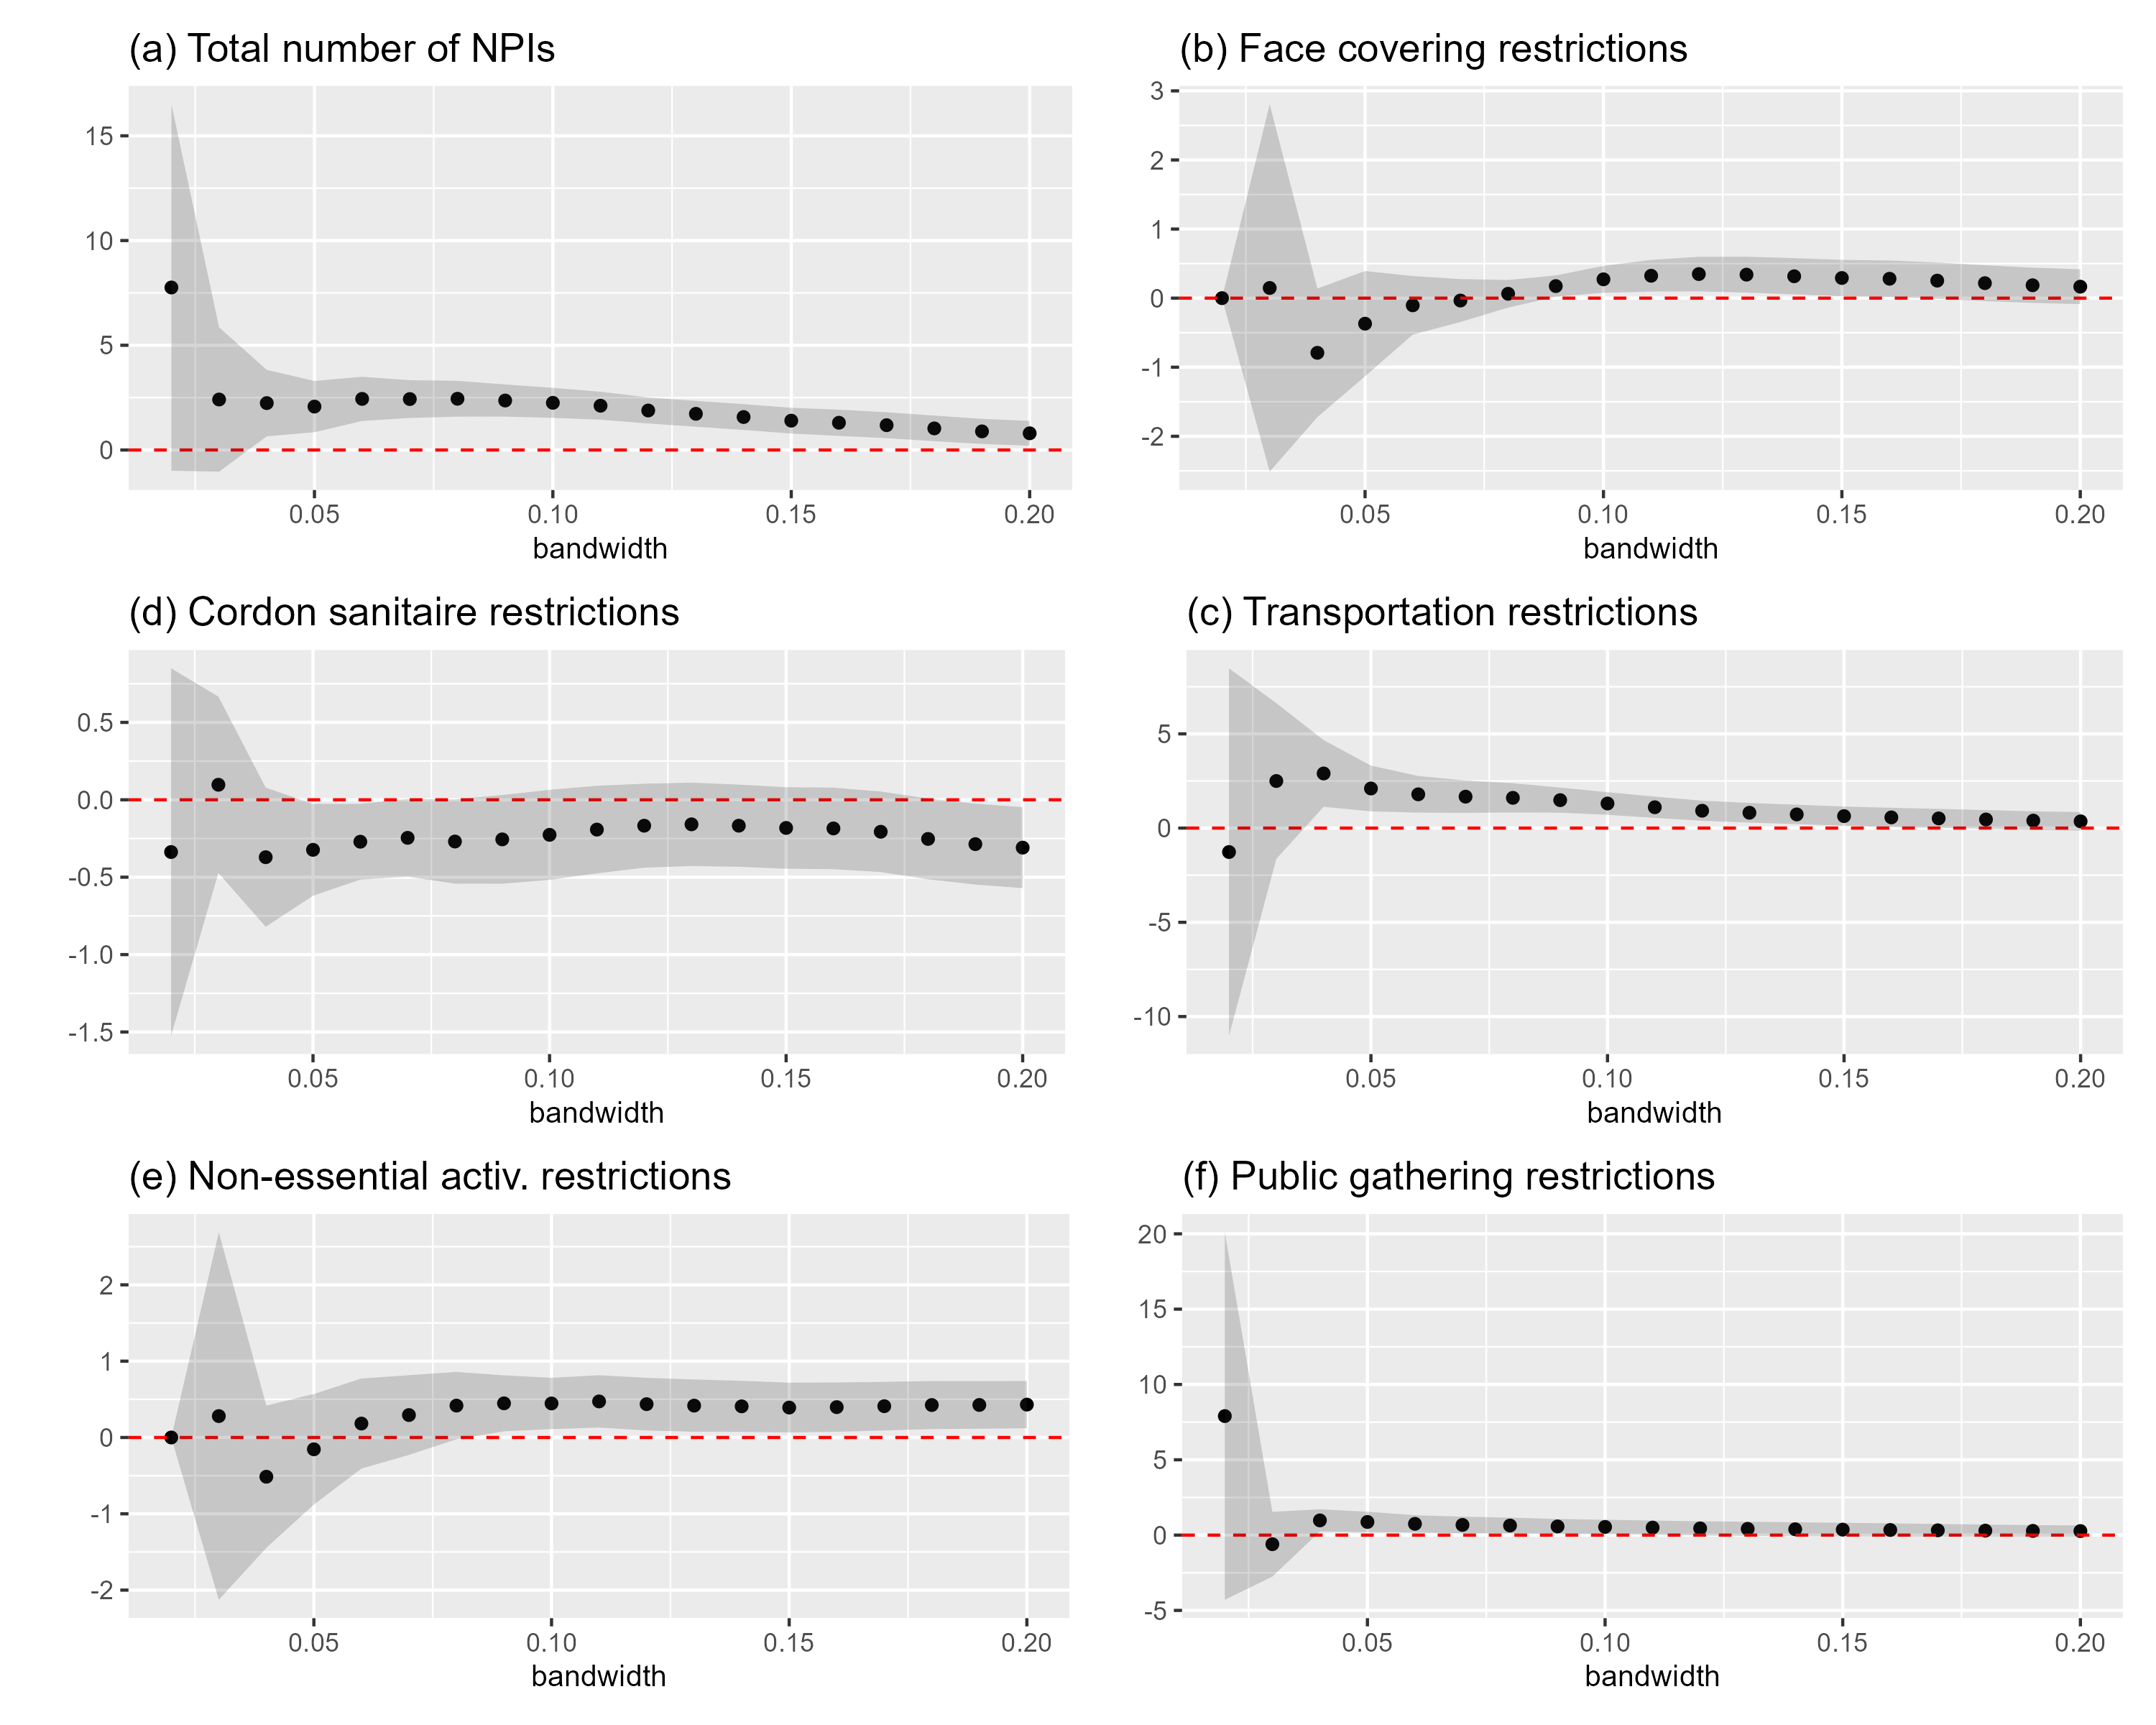 (a) Total number of NPIs
15
10
5
0
0.05 0.10 0.15 0.20
bandwidth
(b) Face covering restrictions
3
2
1
0
-1
-2
0.05 0.10 0.15 0.20
bandwidth
(d) Cordon sanitaire restrictions
0.5
0.0
-0.5
-1.0
-1.5
0.05 0.10 0.15 0.20
bandwidth
(c) Transportation restrictions
5
0
-5
-10
0.05 0.10 0.15 0.20
bandwidth
(e) Non-essential activ. restrictions
2
1
0
-1
-2
0.05 0.10 0.15 0.20
bandwidth
(f) Public gathering restrictions
20
15
10
5
0
-5
0.05 0.10 0.15 0.20
bandwidth